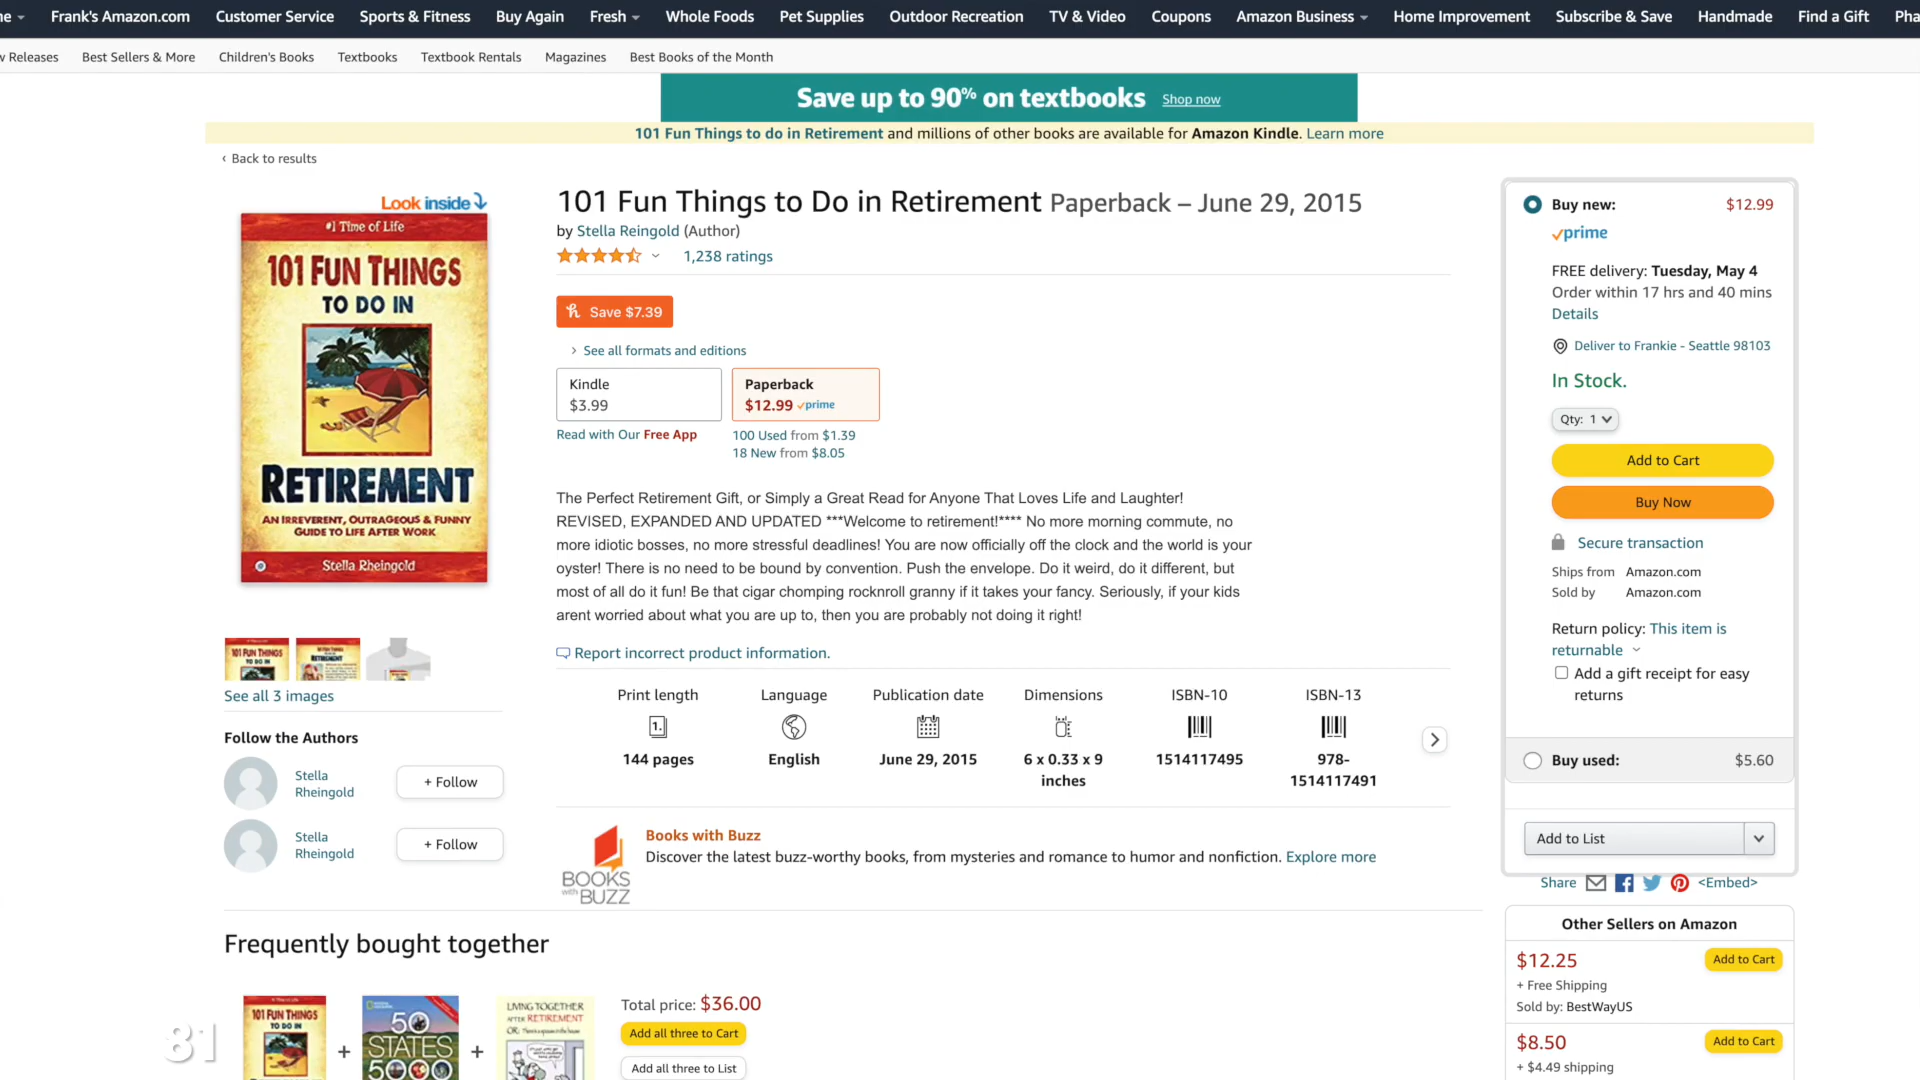 Frank's Amazon.com Customer Service Sports & Fitness Buy Again Fresh Whole Foods Pet Supplies Outdoor Recreation TV & Video Coupons Amazon Business Home Improvement Subscribe & Save Handmade Find a Gift
Releases Best Sellers & More Children's Books Textbooks Textbook Rentals Magazines Best Books of the Month
Save up to 90% on textbooks Shop now
101 Fun Things to do in Retirement and millions of other books are available for Amazon Kindle. Learn more
‹ Back to results
Look inside
#1 Time of Life
101 FUN THINGS
TO DO IN
RETIREMENT
AN IRREVERENT, OUTRAGEOUS & FUNNY
GUIDE TO LIFE AFTER WORK
Stella Rheingold
See all 3 images
Follow the Authors
Stella
Rheingold
+ Follow
Stella
Rheingold
+ Follow
101 Fun Things to Do in Retirement Paperback – June 29, 2015
by Stella Reingold (Author)
1,238 ratings
Save $7.39
› See all formats and editions
Kindle
$3.99
Read with Our Free App
Paperback
$12.99 prime
100 Used from $1.39
18 New from $8.05
The Perfect Retirement Gift, or Simply a Great Read for Anyone That Loves Life and Laughter!
REVISED, EXPANDED AND UPDATED ***Welcome to retirement!**** No more morning commute, no
more idiotic bosses, no more stressful deadlines! You are now officially off the clock and the world is your
oyster! There is no need to be bound by convention. Push the envelope. Do it weird, do it different, but
most of all do it fun! Be that cigar chomping rocknroll granny if it takes your fancy. Seriously, if your kids
arent worried about what you are up to, then you are probably not doing it right!
Report incorrect product information.
Print length
1.
144 pages
Language
English
Publication date
June 29, 2015
Dimensions
6 x 0.33 x 9
inches
ISBN-10
1514117495
ISBN-13
978-
1514117491
BOOKS
with BUZZ
Books with Buzz
Discover the latest buzz-worthy books, from mysteries and romance to humor and nonfiction. Explore more
Buy new: $12.99
prime
FREE delivery: Tuesday, May 4
Order within 17 hrs and 40 mins
Details
Deliver to Frankie - Seattle 98103
In Stock.
Qty: 1
Add to Cart
Buy Now
Secure transaction
Ships from Amazon.com
Sold by Amazon.com
Return policy: This item is
returnable
Add a gift receipt for easy
returns
Buy used: $5.60
Add to List
Share <Embed>
Other Sellers on Amazon
$12.25 Add to Cart
+ Free Shipping
Sold by: BestWayUS
$8.50 Add to Cart
+ $4.49 shipping
Frequently bought together
81
101 FUN THINGS
TO DO IN
+
50
STATES
5000
+
LIVING TOGETHER
AFTER RETIREMENT
Total price: $36.00
Add all three to Cart
Add all three to List